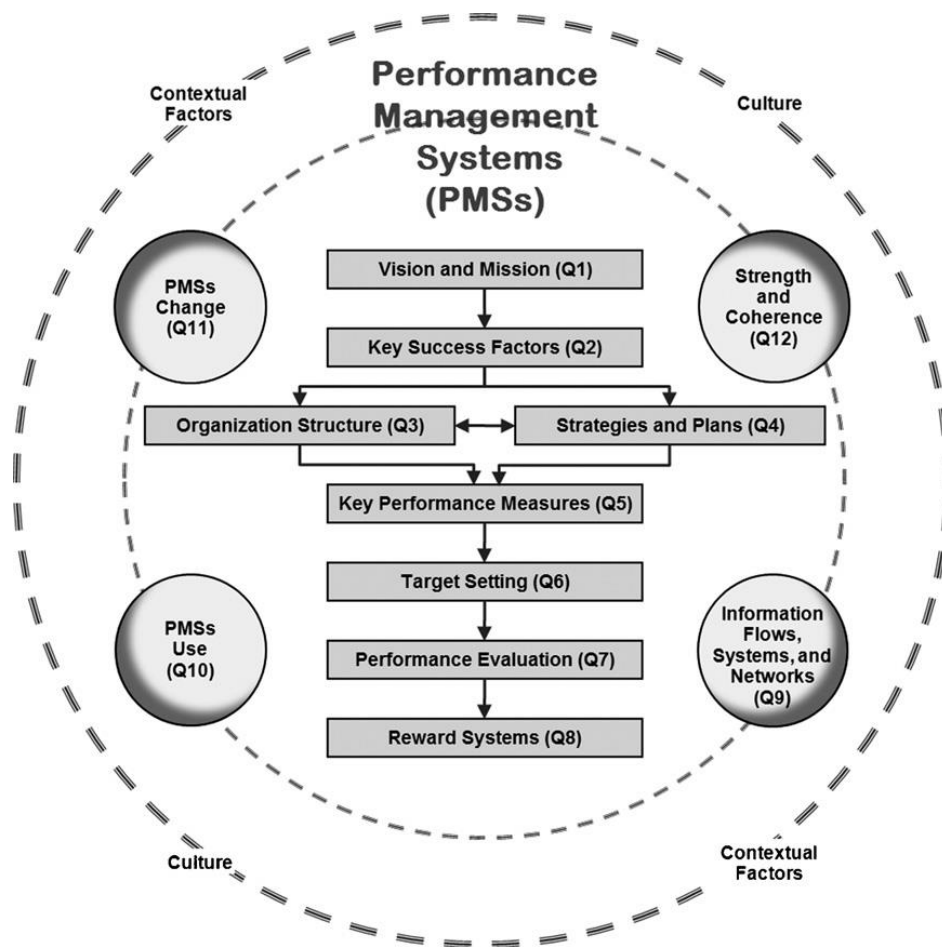 Performance
Management
Systems
(PMSs)
Contextual
Factors
Culture
PMSs
Change
(Q11)
Strength
and
Coherence
(Q12)
Vision and Mission (Q1)
Key Success Factors (Q2)
Organization Structure (Q3)
Strategies and Plans (Q4)
Key Performance Measures (Q5)
Target Setting (Q6)
Performance Evaluation (Q7)
Reward Systems (Q8)
PMSs
Use
(Q10)
Information
Flows,
Systems, and
Networks
(Q9)
Culture
Contextual
Factors